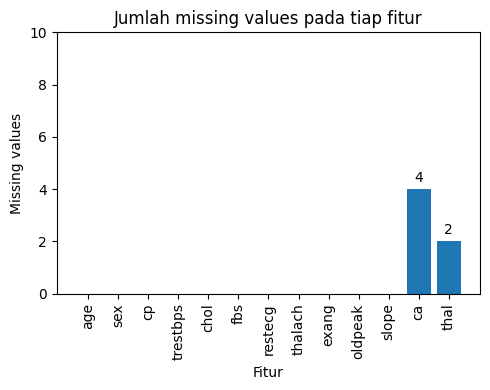 Jumlah missing values pada tiap fitur
10
8
6
4
2
0
Missing values
4
2
age
sex
cp
trestbps
chol
fbs
restecg
thalach
exang
oldpeak
slope
ca
thal
Fitur